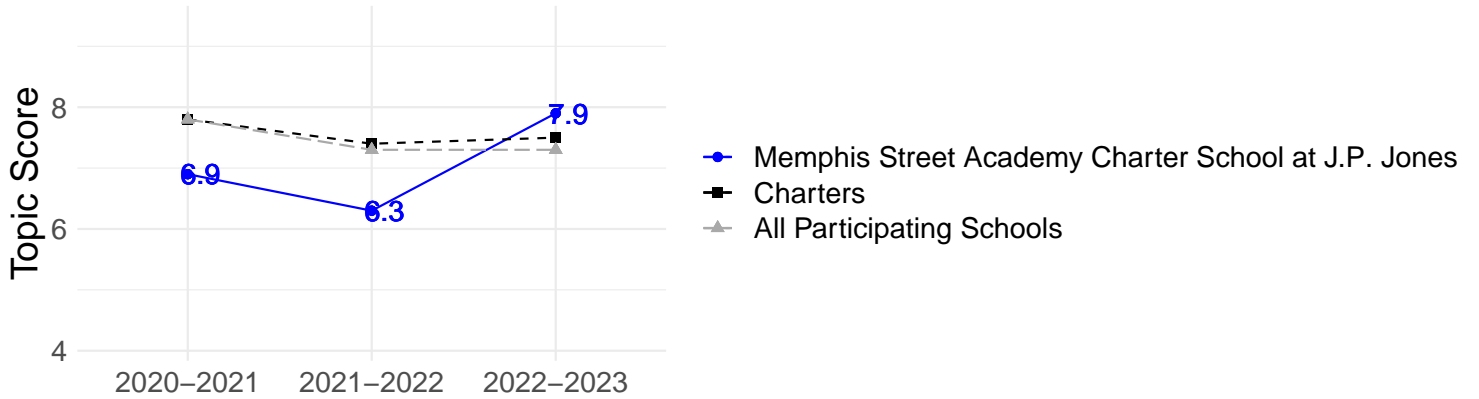 Topic Score
8
6
4
6.9
6.3
7.9
2020–2021 2021–2022 2022–2023
Memphis Street Academy Charter School at J.P. Jones
Charters
All Participating Schools